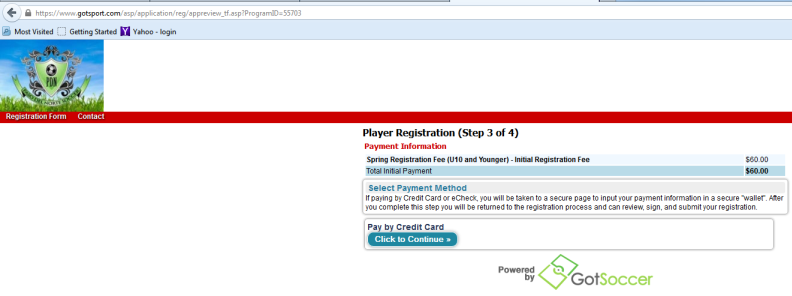 https://www.gotsport.com/asp/application/reg/appreview_tf.asp?ProgramID=55703
Most Visited Getting Started Yahoo - login
PDN
Registration Form Contact
Player Registration (Step 3 of 4)
Payment Information
Spring Registration Fee (U10 and Younger) - Initial Registration Fee $60.00
Total Initial Payment $60.00
Select Payment Method
If paying by Credit Card or eCheck, you will be taken to a secure page to input your payment information in a secure "wallet". After
you complete this step you will be returned to the registration process and can review, sign, and submit your registration.
Pay by Credit Card
Click to Continue »
Powered
by
GotSoccer